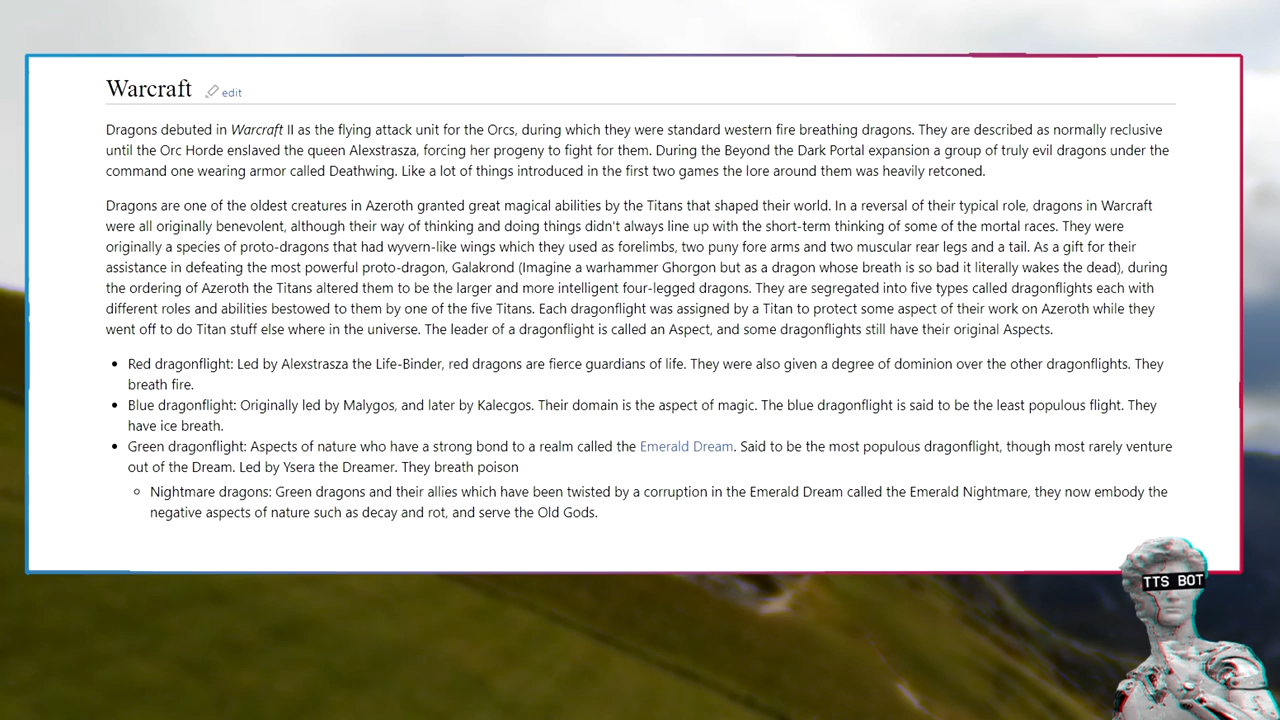 Warcraft edit
Dragons debuted in Warcraft II as the flying attack unit for the Orcs, during which they were standard western fire breathing dragons. They are described as normally reclusive
until the Orc Horde enslaved the queen Alexstrasza, forcing her progeny to fight for them. During the Beyond the Dark Portal expansion a group of truly evil dragons under the
command one wearing armor called Deathwing. Like a lot of things introduced in the first two games the lore around them was heavily retconned.
Dragons are one of the oldest creatures in Azeroth granted great magical abilities by the Titans that shaped their world. In a reversal of their typical role, dragons in Warcraft
were all originally benevolent, although their way of thinking and doing things didn't always line up with the short-term thinking of some of the mortal races. They were
originally a species of proto-dragons that had wyvern-like wings which they used as forelimbs, two puny fore arms and two muscular rear legs and a tail. As a gift for their
assistance in defeating the most powerful proto-dragon, Galakrond (Imagine a warhammer Ghorgon but as a dragon whose breath is so bad it literally wakes the dead), during
the ordering of Azeroth the Titans altered them to be the larger and more intelligent four-legged dragons. They are segregated into five types called dragonflights each with
different roles and abilities bestowed to them by one of the five Titans. Each dragonflight was assigned by a Titan to protect some aspect of their work on Azeroth while they
went off to do Titan stuff else where in the universe. The leader of a dragonflight is called an Aspect, and some dragonflights still have their original Aspects.
• Red dragonflight: Led by Alexstrasza the Life-Binder, red dragons are fierce guardians of life. They were also given a degree of dominion over the other dragonflights. They
breath fire.
• Blue dragonflight: Originally led by Malygos, and later by Kalecgos. Their domain is the aspect of magic. The blue dragonflight is said to be the least populous flight. They
have ice breath.
• Green dragonflight: Aspects of nature who have a strong bond to a realm called the Emerald Dream. Said to be the most populous dragonflight, though most rarely venture
out of the Dream. Led by Ysera the Dreamer. They breath poison
◦ Nightmare dragons: Green dragons and their allies which have been twisted by a corruption in the Emerald Dream called the Emerald Nightmare, they now embody the
negative aspects of nature such as decay and rot, and serve the Old Gods.
TTS BOT